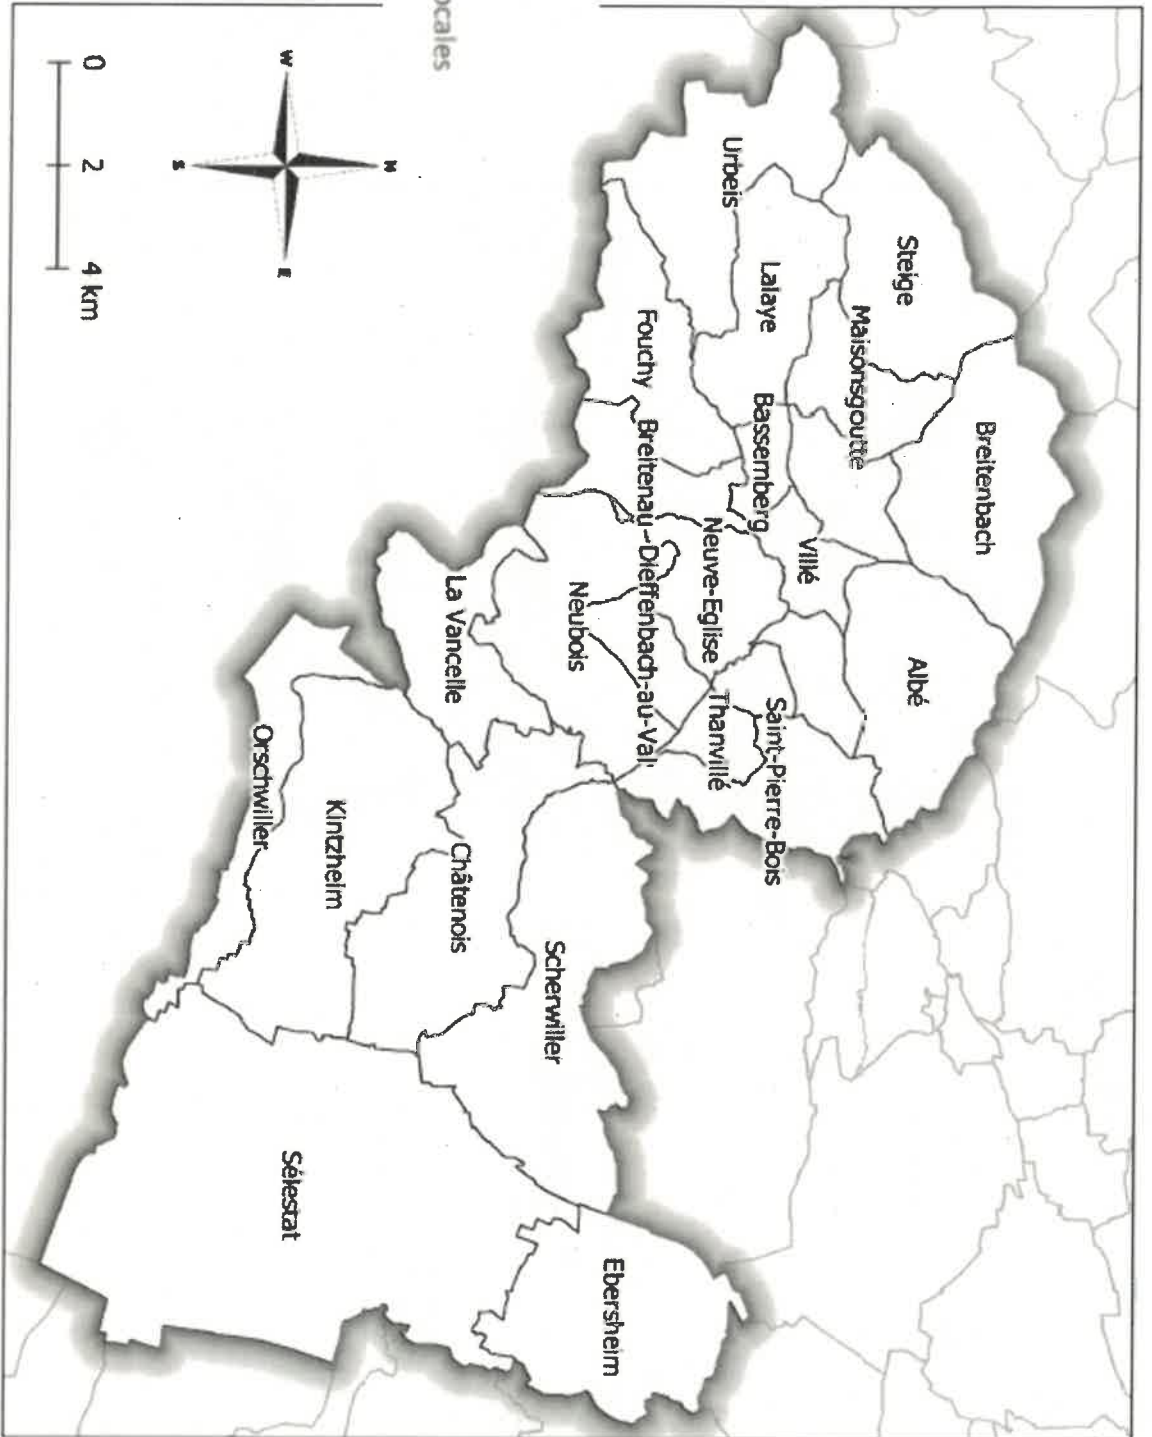 ocales
Breitenbach
Steige
Albé
Maisonsgoutte
Villé
Urbeis
Lalaye
Bassemberg
Saint-Pierre-Bois
Neuve-Eglise
Thanvillé
Fouchy
Breitenau
Dieffenbach-au-Val
Neubois
Ebersheim
Scherwiller
La Vancelle
Châtenois
Kintzheim
Orschwiller
Sélestat
N
W
E
S
0 2 4 km